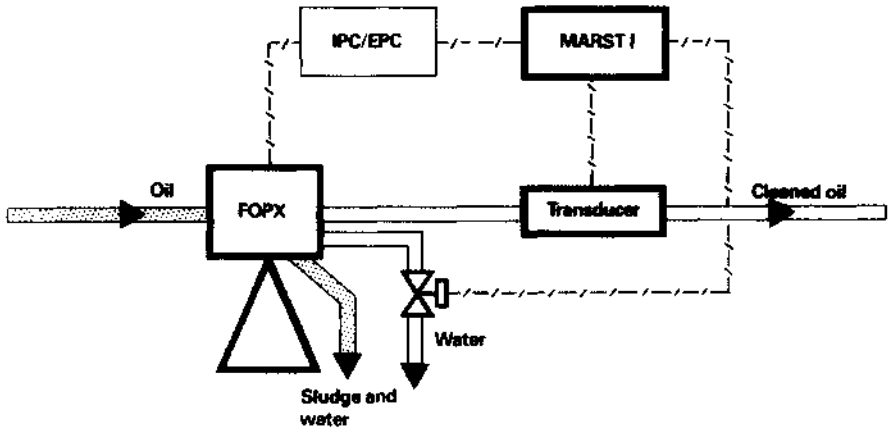 IPC/EPC
MARST I
Oil
FOPX
Transducer
Cleaned oil
Water
Sludge and
water